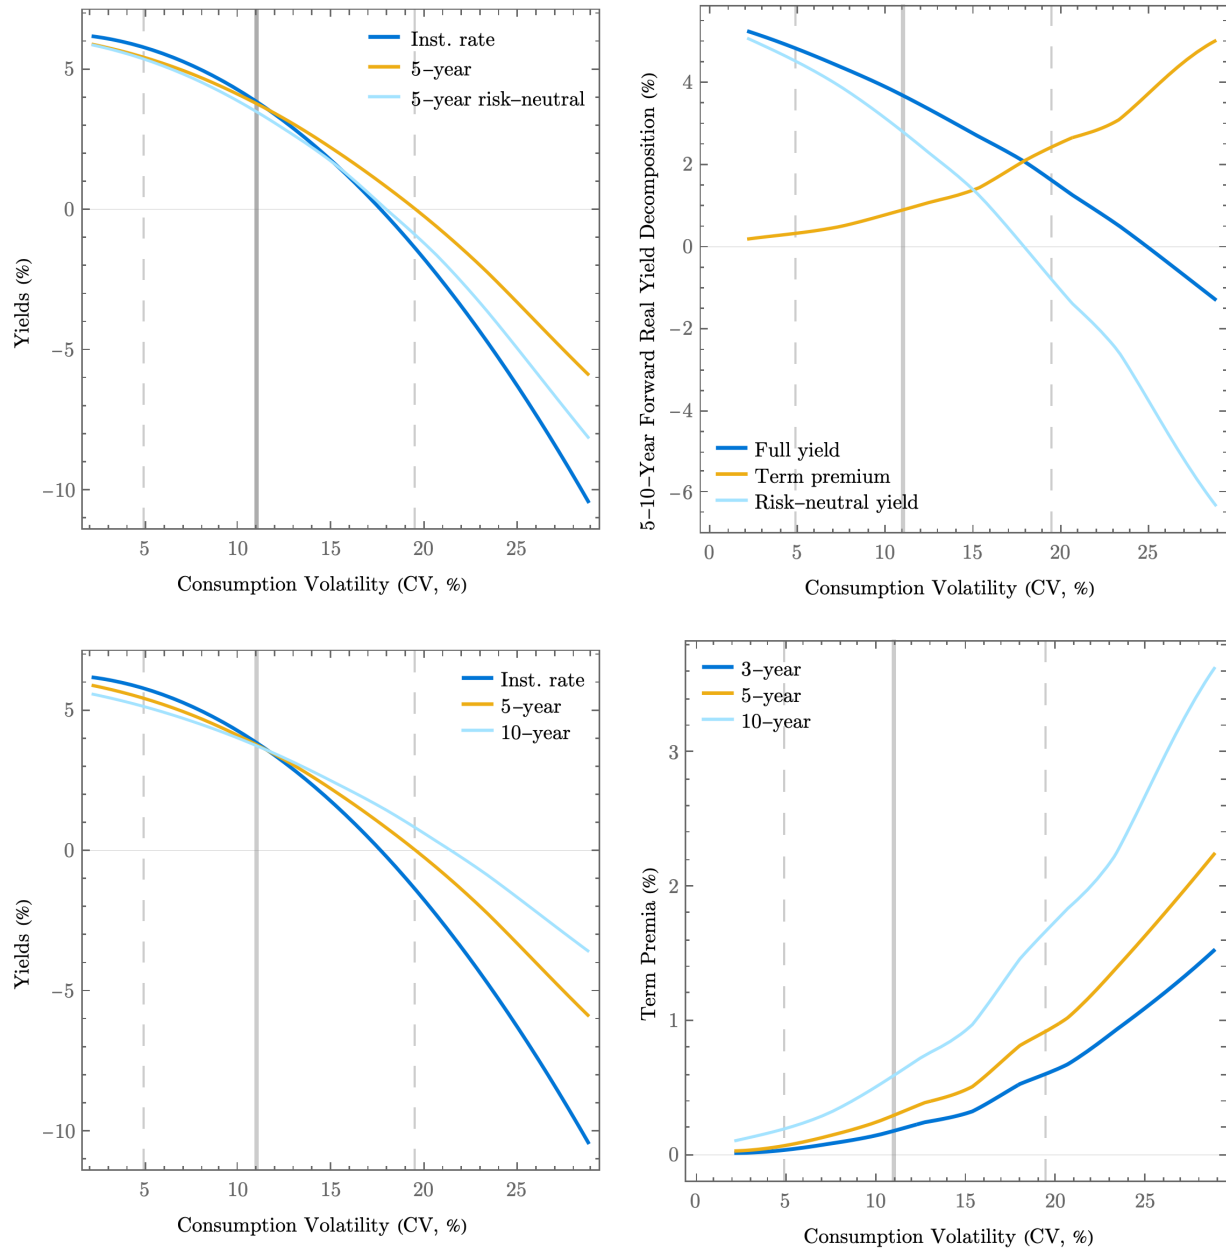 Yields (%)
5
0
−5
−10
Inst. rate
5−year
5−year risk−neutral
5
10
15
20
25
Consumption Volatility (CV, %)
5−10−Year Forward Real Yield Decomposition (%)
4
2
0
−2
−4
−6
Full yield
Term premium
Risk−neutral yield
0
5
10
15
20
25
Consumption Volatility (CV, %)
Yields (%)
5
0
−5
−10
Inst. rate
5−year
10−year
5
10
15
20
25
Consumption Volatility (CV, %)
Term Premia (%)
3
2
1
0
3−year
5−year
10−year
0
5
10
15
20
25
Consumption Volatility (CV, %)